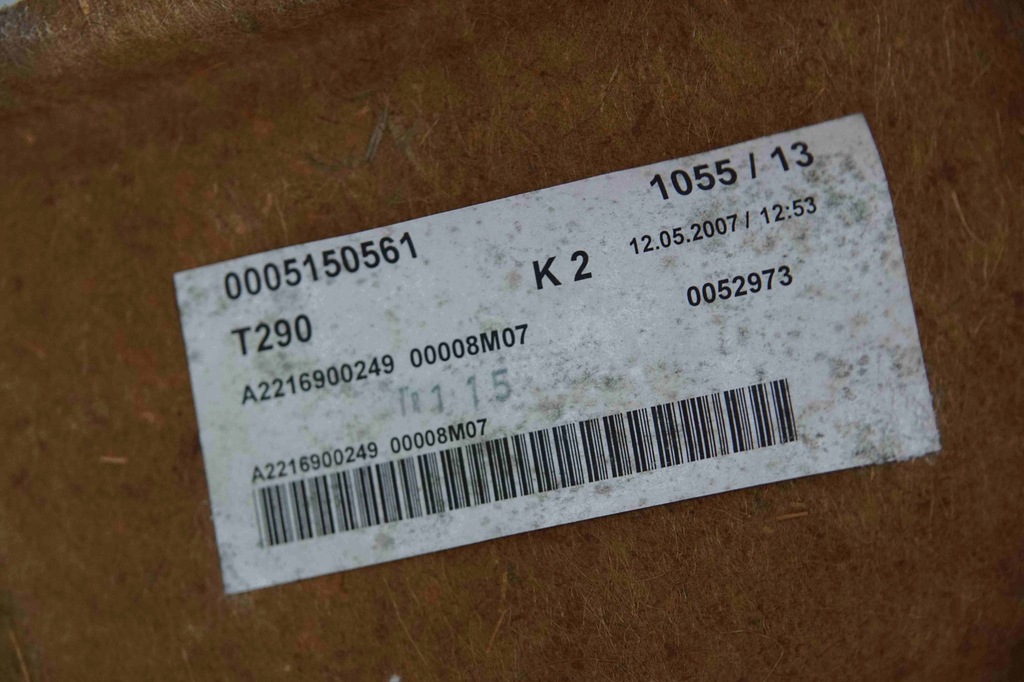 0005150561 K 2 1055 / 13
T290 12.05.2007 / 12:53
A2216900249 00008M07 0052973
A2216900249 00008M07